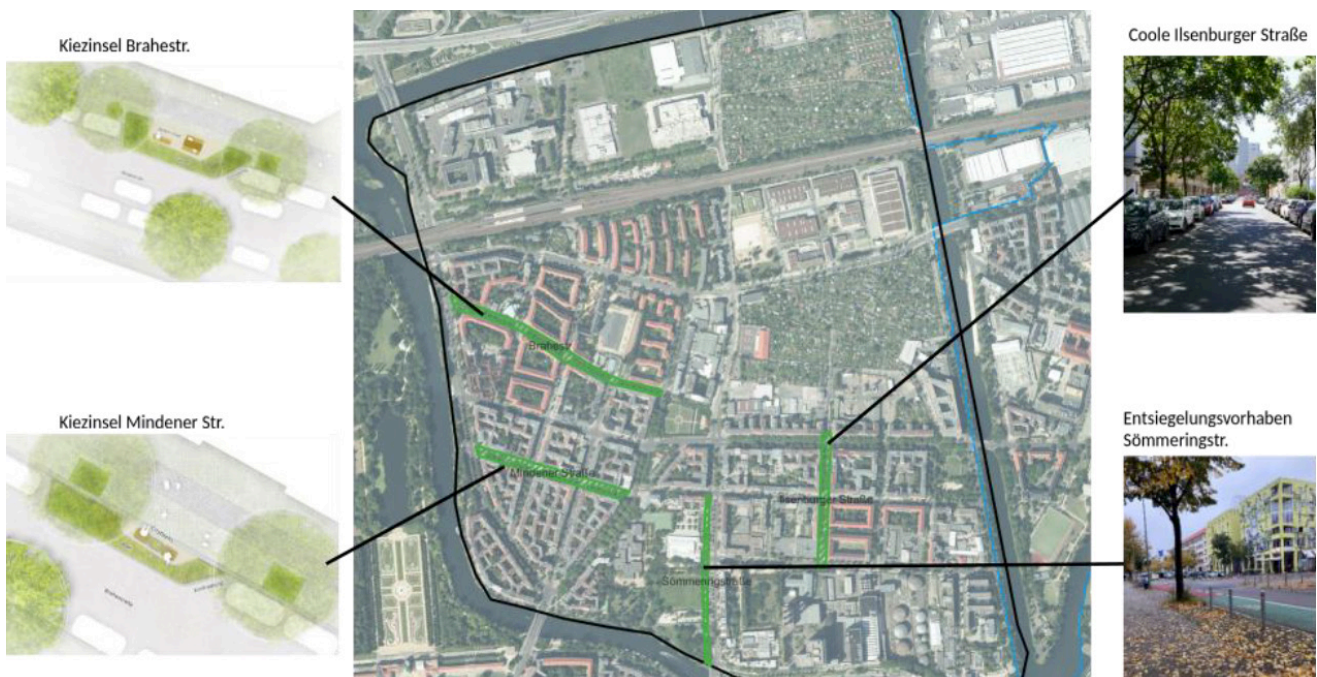 Kiezinsel Brahestr.
Coole Ilsenburger Straße
Brahestr.
Kiezinsel Mindener Str.
Entsiegelungsvorhaben
Sömmeringstr.
Mindener Straße
Ilsenburger Straße
Sömmeringstraße